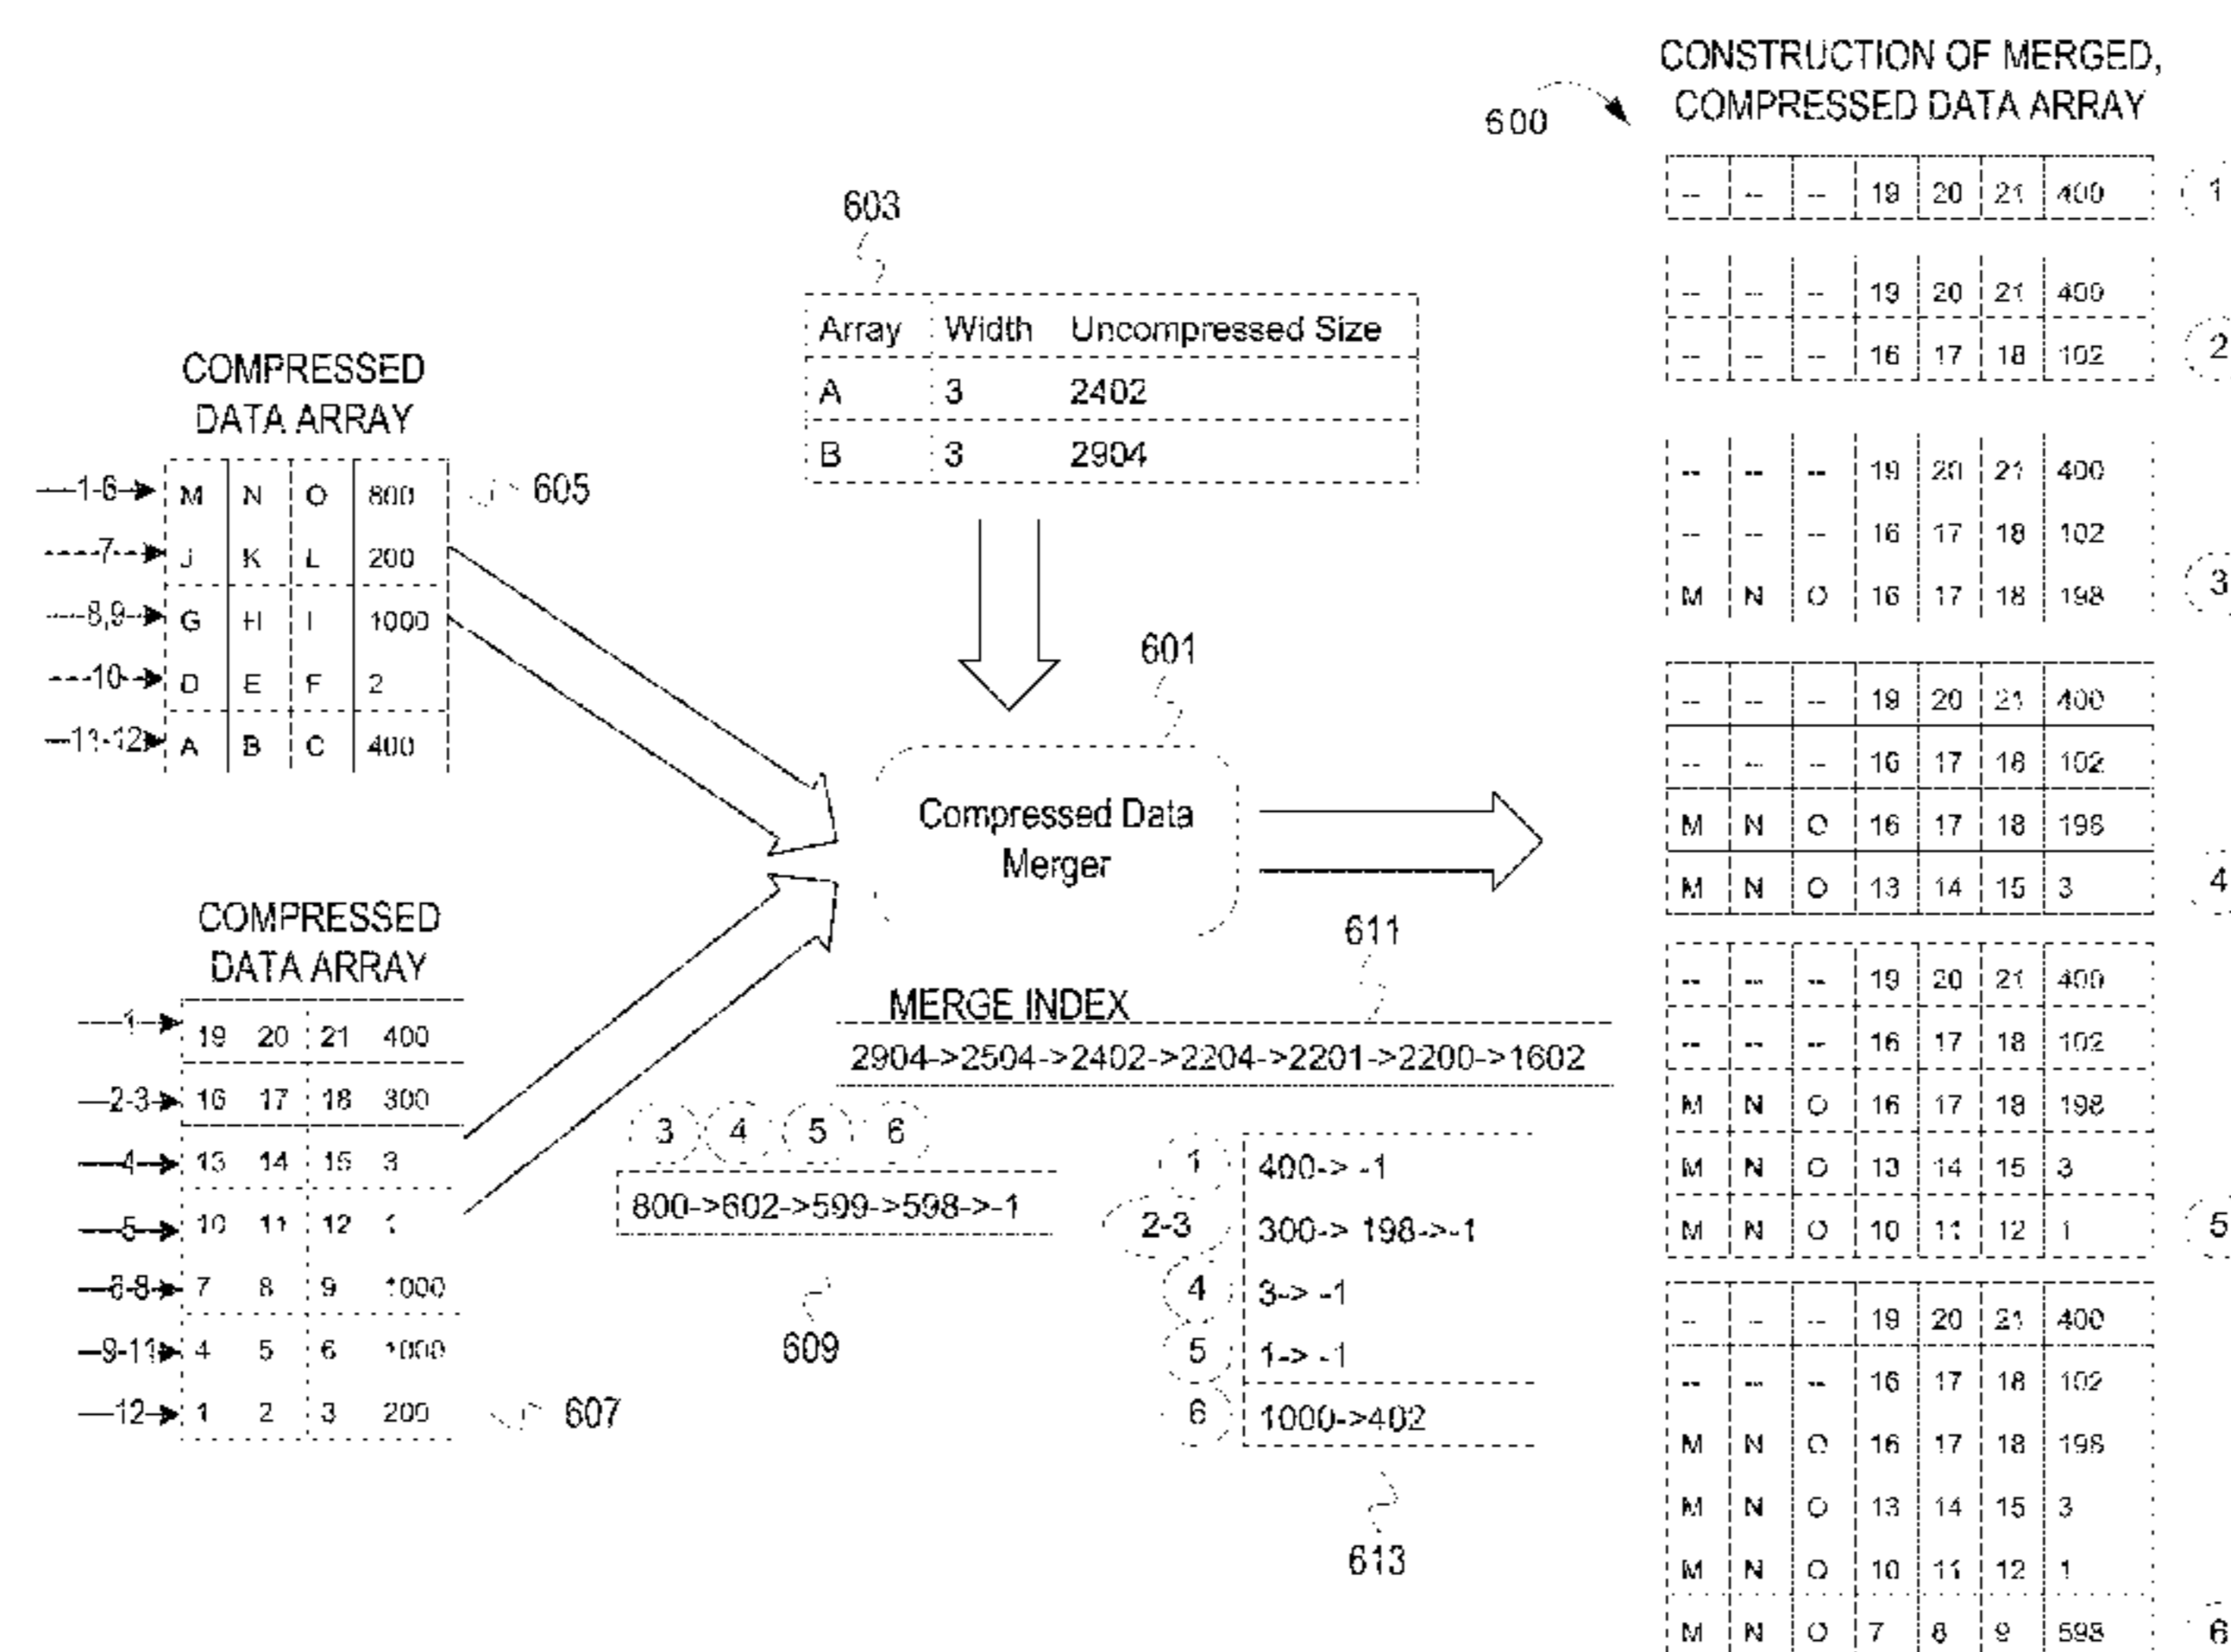 CONSTRUCTION OF MERGED,
COMPRESSED DATA ARRAY
600
-- -- -- 19 20 21 400 1
-- -- -- 19 20 21 400
-- -- -- 16 17 18 102 2
-- -- -- 19 20 21 400
-- -- -- 16 17 18 102
M N O 16 17 18 198 3
-- -- -- 19 20 21 400
-- -- -- 16 17 18 102
M N O 16 17 18 198
M N O 13 14 15 3 4
-- -- -- 19 20 21 400
-- -- -- 16 17 18 102
M N O 16 17 18 198
M N O 13 14 15 3
M N O 10 11 12 1 5
-- -- -- 19 20 21 400
-- -- -- 16 17 18 102
M N O 16 17 18 198
M N O 13 14 15 3
M N O 10 11 12 1
M N O 7 8 9 598 6
603
Array Width Uncompressed Size
A 3 2402
B 3 2904
COMPRESSED
DATA ARRAY
1-6 M N O 800
7 J K L 200
8,9 G H I 1000
10 D E F 2
11-12 A B C 400
605
601
Compressed Data
Merger
COMPRESSED
DATA ARRAY
1 19 20 21 400
2-3 16 17 18 300
4 13 14 15 3
5 10 11 12 1
6-8 7 8 9 1000
9-11 4 5 6 1000
12 1 2 3 200
607
611
MERGE INDEX
2904->2504->2402->2204->2201->2200->1602
3 4 5 6
800->602->599->598->-1
609
1 400-> -1
2-3 300-> 198->-1
4 3-> -1
5 1-> -1
6 1000->402
613